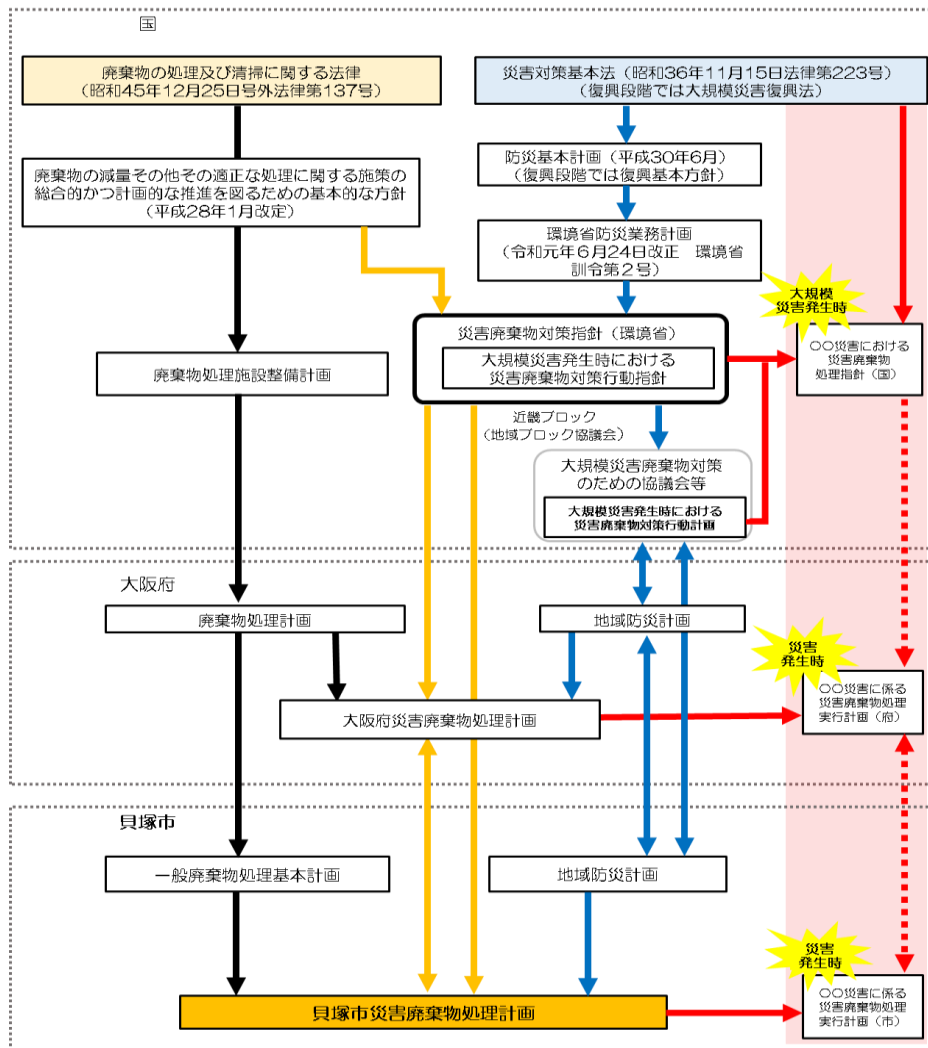 国
廃棄物の処理及び清掃に関する法律
（昭和45年12月25日号外法律第137号）
災害対策基本法（昭和36年11月15日法律第223号）
（復興段階では大規模災害復興法）
防災基本計画（平成30年6月）
（復興段階では復興基本方針）
廃棄物の減量その他その適正な処理に関する施策の
総合的かつ計画的な推進を図るための基本的な方針
（平成28年1月改定）
環境省防災業務計画
（令和元年６月24日改正　環境省
訓令第２号）
大規模
災害発生時
災害廃棄物対策指針（環境省）
大規模災害発生時における
災害廃棄物対策行動指針
〇〇災害における
災害廃棄物
処理指針（国）
廃棄物処理施設整備計画
近畿ブロック
（地域ブロック協議会）
大規模災害廃棄物対策
のための協議会等
大規模災害発生時における
災害廃棄物対策行動計画
大阪府
廃棄物処理計画
地域防災計画
災害
発生時
大阪府災害廃棄物処理計画
〇〇災害に係る
災害廃棄物処理
実行計画（府）
貝塚市
一般廃棄物処理基本計画
地域防災計画
災害
発生時
貝塚市災害廃棄物処理計画
〇〇災害に係る
災害廃棄物処理
実行計画（市）